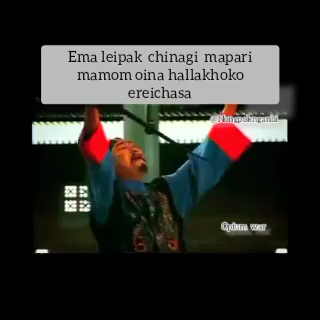 Ema leipak chinagi mapari
mamom oina hallakhoko
ereichasa
Opium war